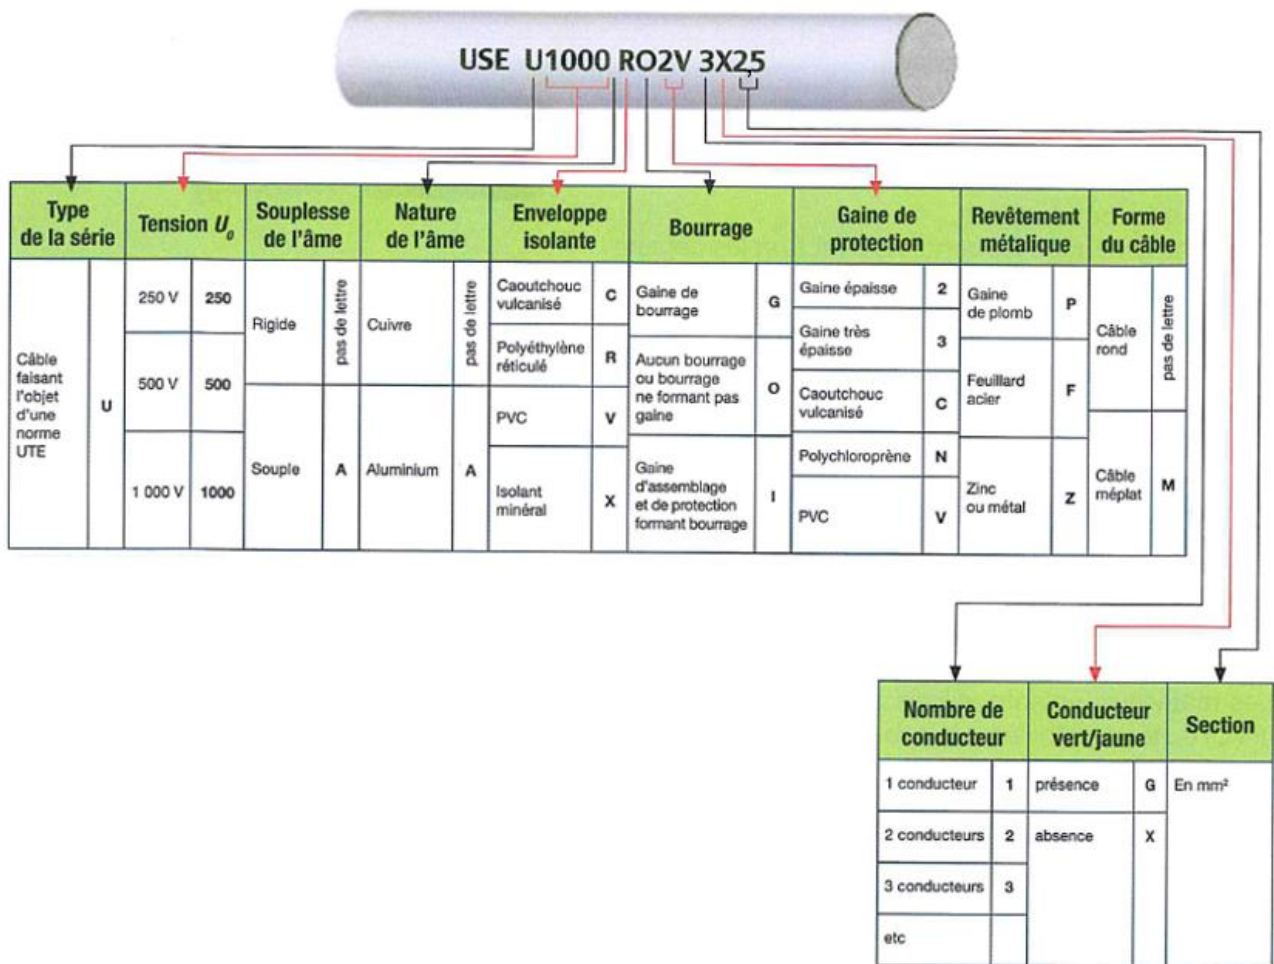 USE U1000 RO2V 3X25
Type
de la série
Tension U₀
Souplesse
de l'âme
Nature
de l'âme
Enveloppe
isolante
Bourrage
Gaine de
protection
Revêtement
métalique
Forme
du câble
Câble
faisant
l'objet
d'une
norme
UTE
U
250 V
250
500 V
500
1 000 V
1000
Rigide
pas de lettre
Souple
A
Cuivre
pas de lettre
Aluminium
A
Caoutchouc
vulcanisé
C
Polyéthylène
réticulé
R
PVC
V
Isolant
minéral
X
Gaine de
bourrage
G
Aucun bourrage
ou bourrage
ne formant pas
gaine
O
Gaine
d'assemblage
et de protection
formant bourrage
I
Gaine épaisse
2
Gaine très
épaisse
3
Caoutchouc
vulcanisé
C
Polychloroprène
N
PVC
V
Gaine
de plomb
P
Feuillard
acier
F
Zinc
ou métal
Z
Câble
rond
pas de lettre
Câble
méplat
M
Nombre de
conducteur
Conducteur
vert/jaune
Section
1 conducteur
1
présence
G
En mm²
2 conducteurs
2
absence
X
3 conducteurs
3
etc